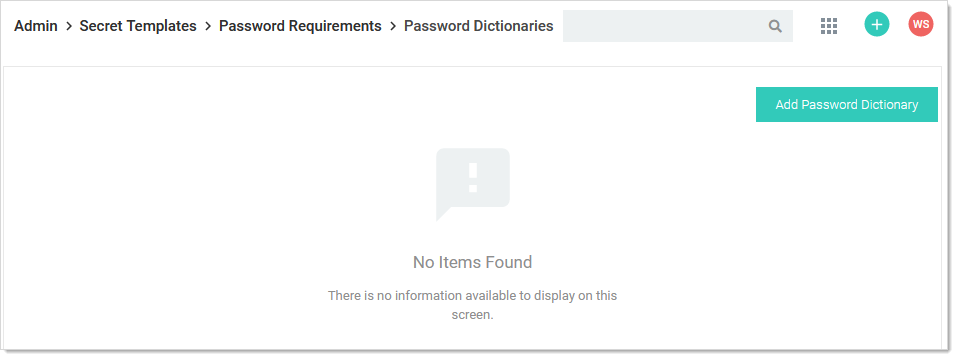 Admin > Secret Templates > Password Requirements > Password Dictionaries
WS
Add Password Dictionary
No Items Found
There is no information available to display on this
screen.